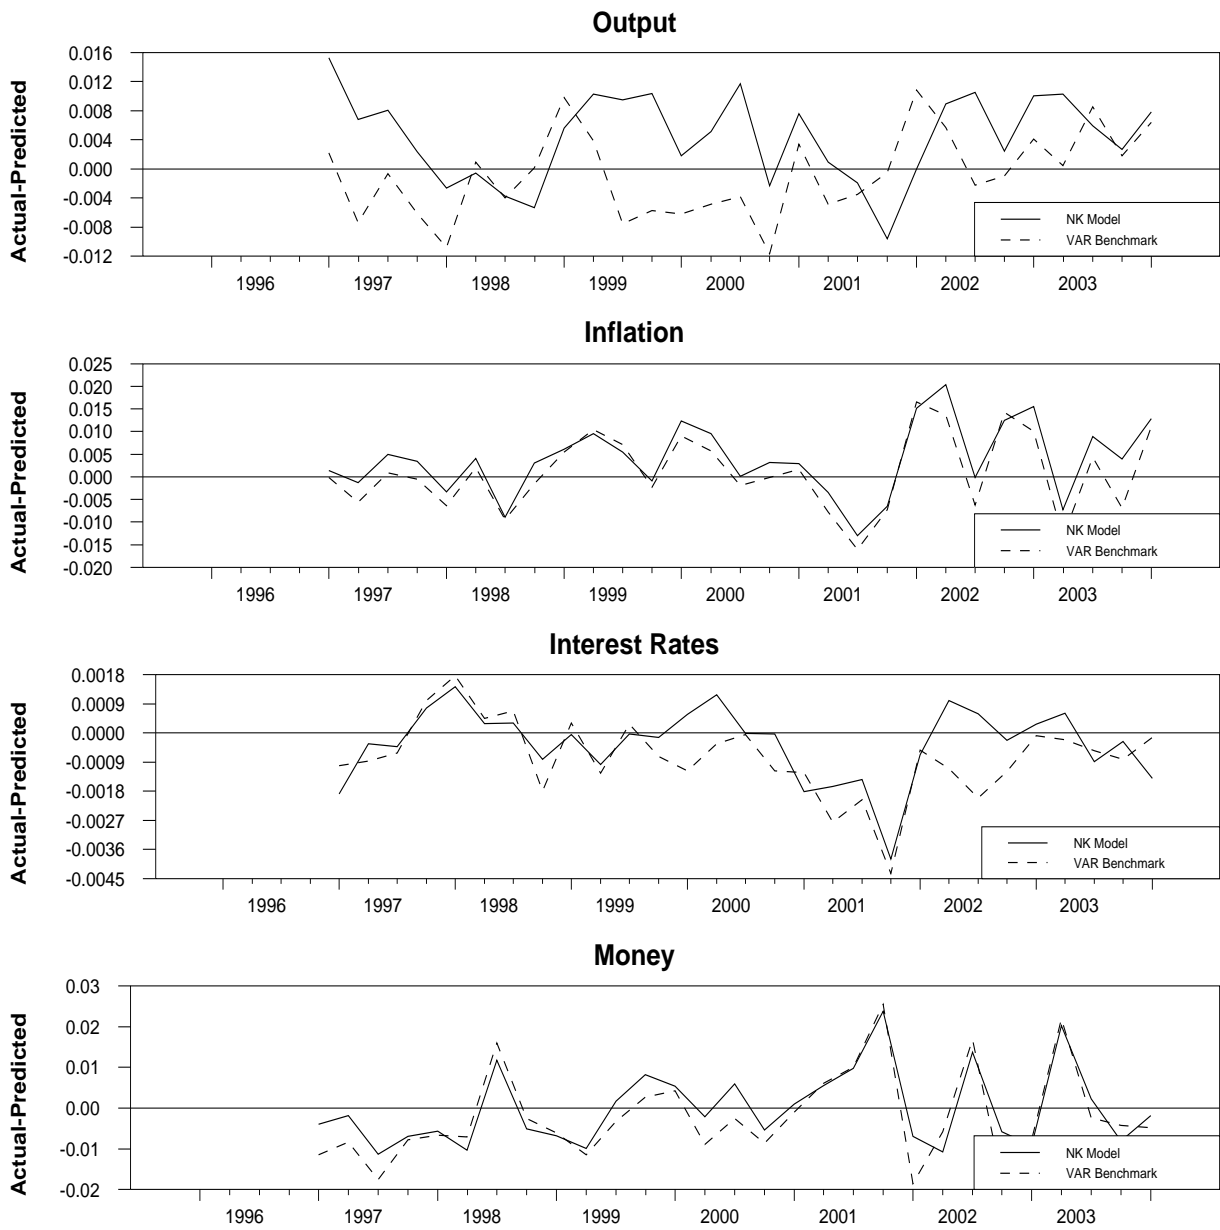 Output
Actual-Predicted
0.016
0.012
0.008
0.004
0.000
-0.004
-0.008
-0.012
NK Model
VAR Benchmark
1996 1997 1998 1999 2000 2001 2002 2003
Inflation
Actual-Predicted
0.025
0.020
0.015
0.010
0.005
0.000
-0.005
-0.010
-0.015
-0.020
NK Model
VAR Benchmark
1996 1997 1998 1999 2000 2001 2002 2003
Interest Rates
Actual-Predicted
0.0018
0.0009
0.0000
-0.0009
-0.0018
-0.0027
-0.0036
-0.0045
NK Model
VAR Benchmark
1996 1997 1998 1999 2000 2001 2002 2003
Money
Actual-Predicted
0.03
0.02
0.01
0.00
-0.01
-0.02
NK Model
VAR Benchmark
1996 1997 1998 1999 2000 2001 2002 2003